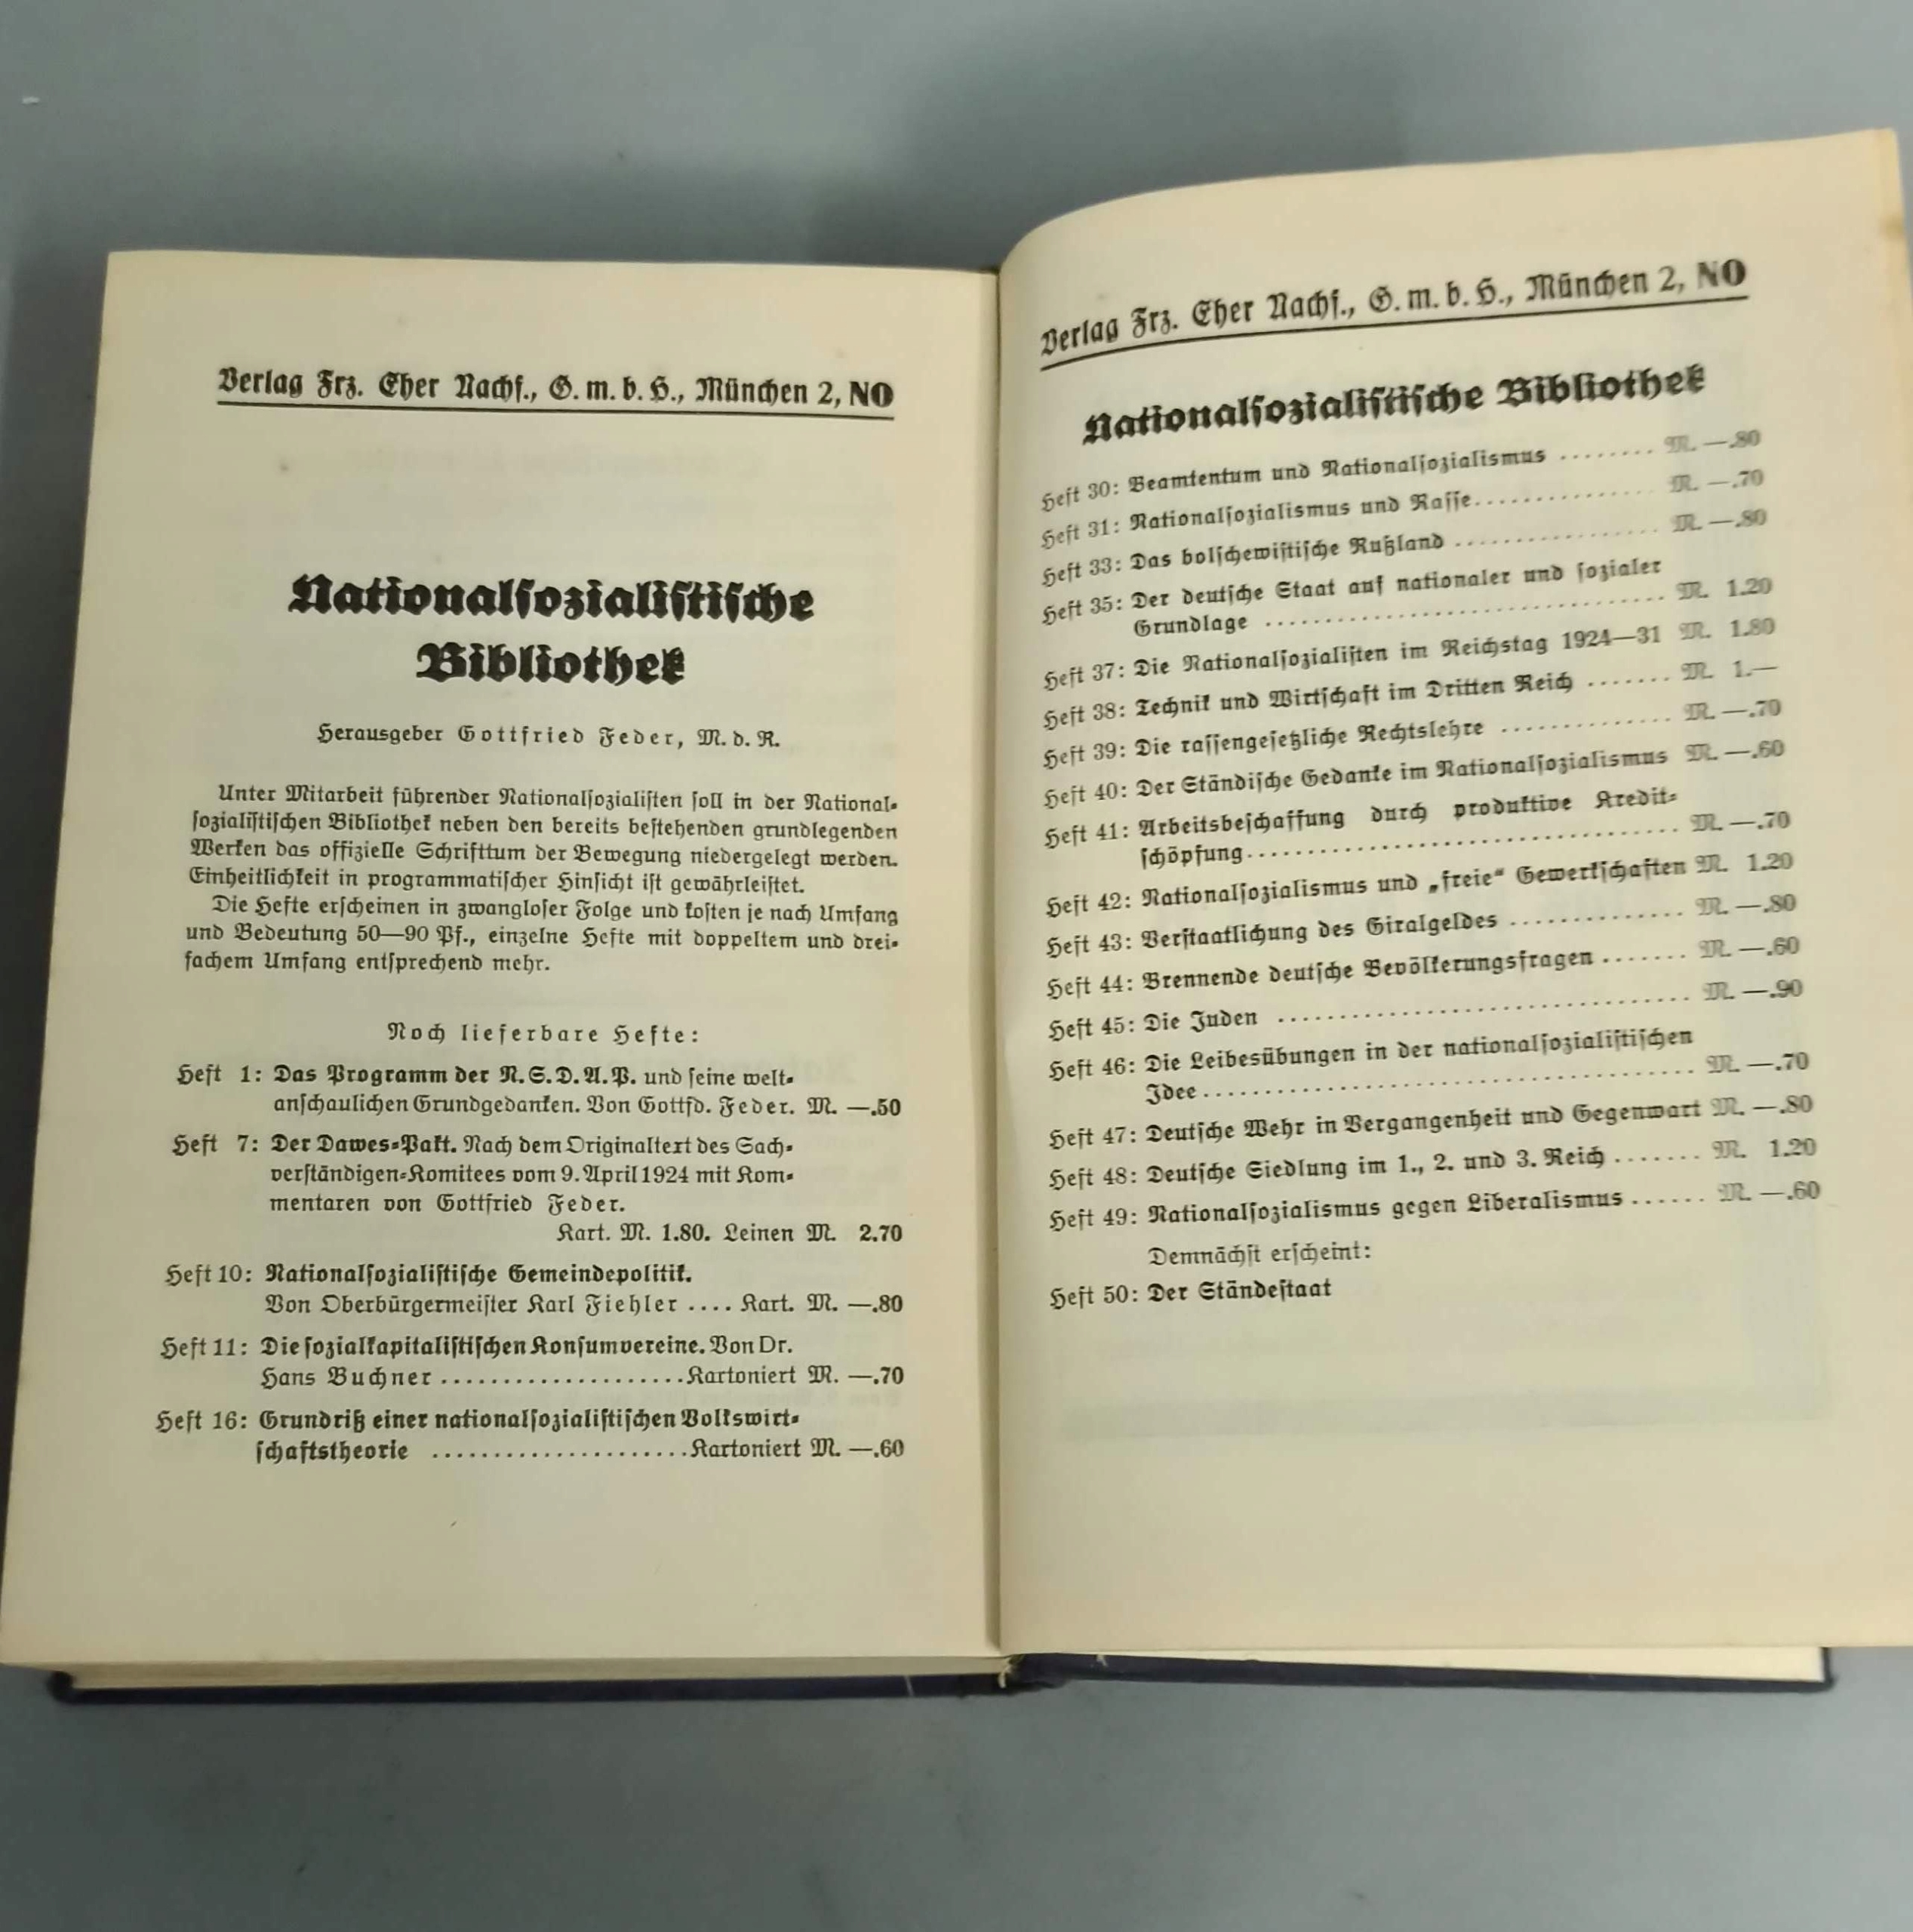 Verlag Frz. Eher Nachf., G. m. b. H., München 2, NO
Nationalsozialistische
Bibliothek
Herausgeber Gottfried Feder, M. d. R.
Unter Mitarbeit führender Nationalsozialisten soll in der National-
sozialistischen Bibliothek neben den bereits bestehenden grundlegenden
Werken das offizielle Schrifttum der Bewegung niedergelegt werden.
Einheitlichkeit in programmatischer Hinsicht ist gewährleistet.
Die Hefte erscheinen in zwangloser Folge und kosten je nach Umfang
und Bedeutung 50—90 Pf., einzelne Hefte mit doppeltem und drei-
fachem Umfang entsprechend mehr.
Noch lieferbare Hefte:
Heft 1: Das Programm der N.S.D.A.P. und seine welt-
anschaulichen Grundgedanken. Von Gottfd. Feder. M. —.50
Heft 7: Der Dawes-Pakt. Nach dem Originaltext des Sach-
verständigen-Komitees vom 9. April 1924 mit Kom-
mentaren von Gottfried Feder.
Kart. M. 1.80. Leinen M. 2.70
Heft 10: Nationalsozialistische Gemeindepolitik.
Von Oberbürgermeister Karl Fiehler .... Kart. M. —.80
Heft 11: Die sozialkapitalistischen Konsumvereine. Von Dr.
Hans Buchner .................... Kartoniert M. —.70
Heft 16: Grundriß einer nationalsozialistischen Volkswirt-
schaftstheorie ..................... Kartoniert M. —.60
Verlag Frz. Eher Nachf., G. m. b. H., München 2, NO
Nationalsozialistische Bibliothek
Heft 30: Beamtentum und Nationalsozialismus ........ M. —.80
Heft 31: Nationalsozialismus und Rasse............... M. —.70
Heft 33: Das bolschewistische Rußland ................. M. —.80
Heft 35: Der deutsche Staat auf nationaler und sozialer
Grundlage ................................. M. 1.20
Heft 37: Die Nationalsozialisten im Reichstag 1924—31 M. 1.80
Heft 38: Technik und Wirtschaft im Dritten Reich ....... M. 1.—
Heft 39: Die rassengesetzliche Rechtslehre .............. M. —.70
Heft 40: Der Ständische Gedanke im Nationalsozialismus M. —.60
Heft 41: Arbeitsbeschaffung durch produktive Kredit-
schöpfung................................... M. —.70
Heft 42: Nationalsozialismus und „freie“ Gewerkschaften M. 1.20
Heft 43: Verstaatlichung des Giralgeldes .............. M. —.80
Heft 44: Brennende deutsche Bevölkerungsfragen ....... M. —.60
Heft 45: Die Juden .................................. M. —.90
Heft 46: Die Leibesübungen in der nationalsozialistischen
Idee........................................ M. —.70
Heft 47: Deutsche Wehr in Vergangenheit und Gegenwart M. —.80
Heft 48: Deutsche Siedlung im 1., 2. und 3. Reich ....... M. 1.20
Heft 49: Nationalsozialismus gegen Liberalismus ...... M. —.60
Demnächst erscheint:
Heft 50: Der Ständestaat